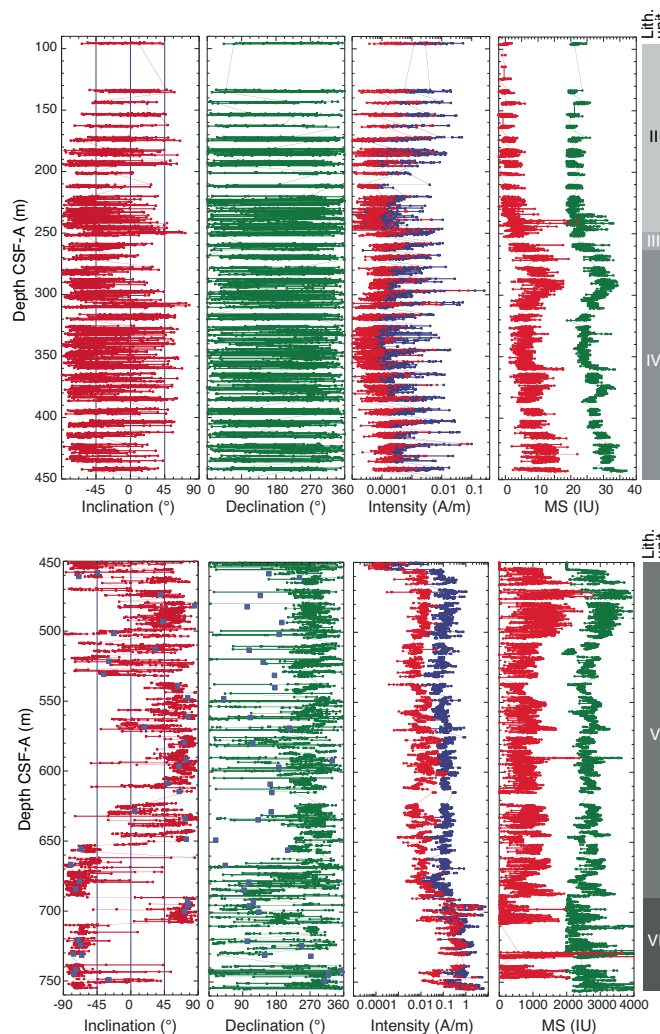 Lith. unit
100
150
200
250
300
350
400
450
Depth CSF-A (m)
-45 0 45 90
0 90 180 270 360
0.0001 0.001 0.01 0.1
0 10 20 30 40
Inclination (°) Declination (°) Intensity (A/m) MS (IU)
II
III
IV
Lith. unit
450
500
550
600
650
700
750
Depth CSF-A (m)
-90 -45 0 45 90
0 90 180 270 360
0.0001 0.01 0.1 1
0 1000 2000 3000 4000
Inclination (°) Declination (°) Intensity (A/m) MS (IU)
V
VI